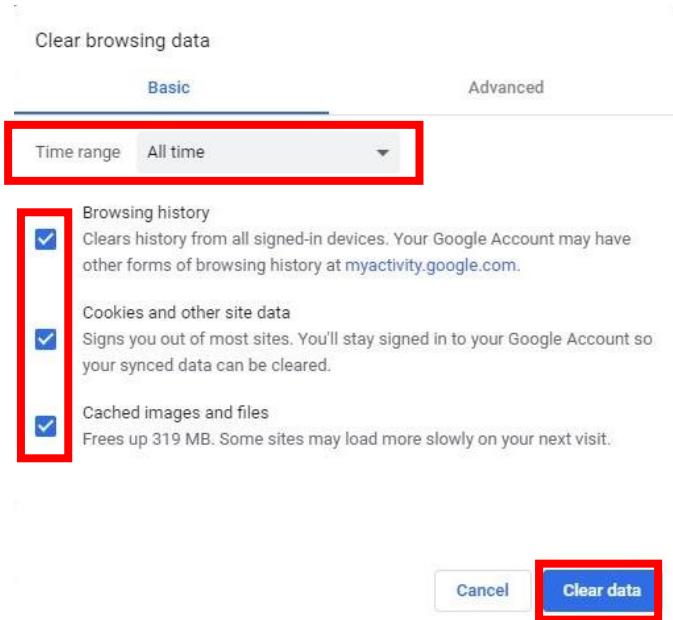 Clear browsing data
Basic
Advanced
Time range
All time
Browsing history
Clears history from all signed-in devices. Your Google Account may have
other forms of browsing history at myactivity.google.com.
Cookies and other site data
Signs you out of most sites. You'll stay signed in to your Google Account so
your synced data can be cleared.
Cached images and files
Frees up 319 MB. Some sites may load more slowly on your next visit.
Cancel
Clear data